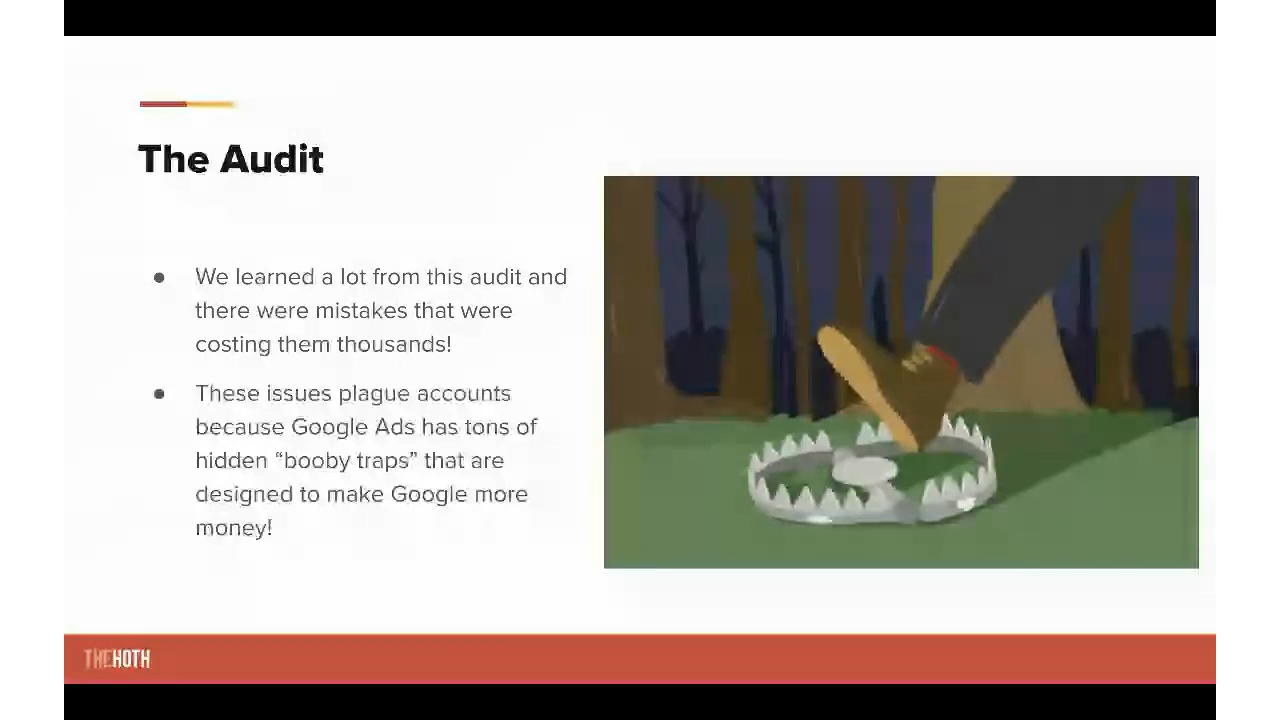 The Audit
● We learned a lot from this audit and
there were mistakes that were
costing them thousands!
● These issues plague accounts
because Google Ads has tons of
hidden “booby traps” that are
designed to make Google more
money!
THEHOTH